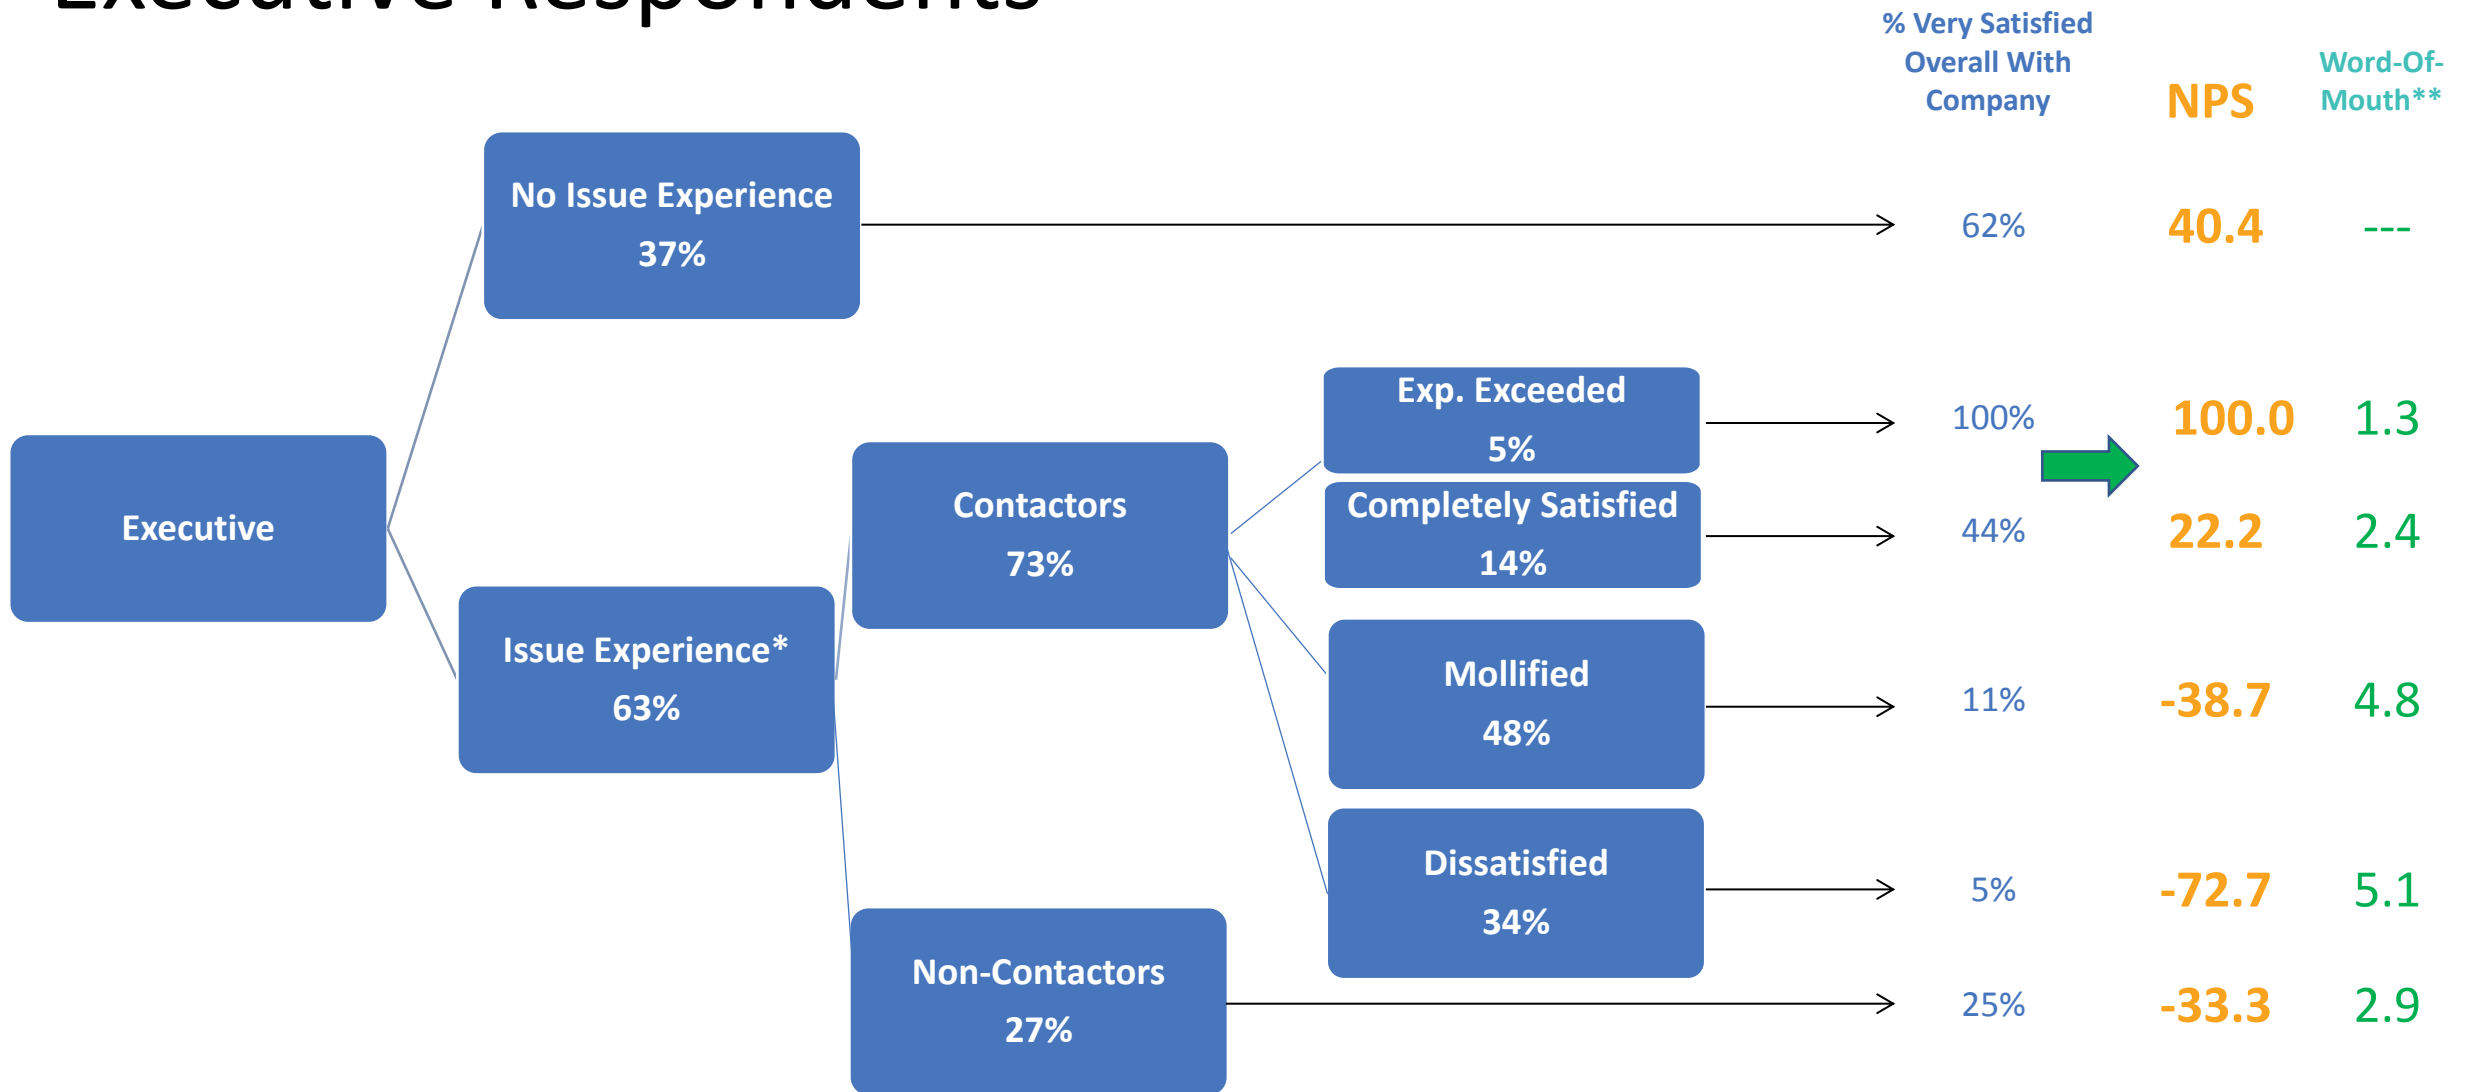 Executive Respondents
% Very Satisfied
Overall With
Company
NPS
Word-Of-
Mouth**
No Issue Experience
37%
62%
40.4
---
Exp. Exceeded
5%
100%
100.0
1.3
Executive
Contactors
73%
Completely Satisfied
14%
44%
22.2
2.4
Issue Experience*
63%
Mollified
48%
11%
-38.7
4.8
Dissatisfied
34%
5%
-72.7
5.1
Non-Contactors
27%
25%
-33.3
2.9